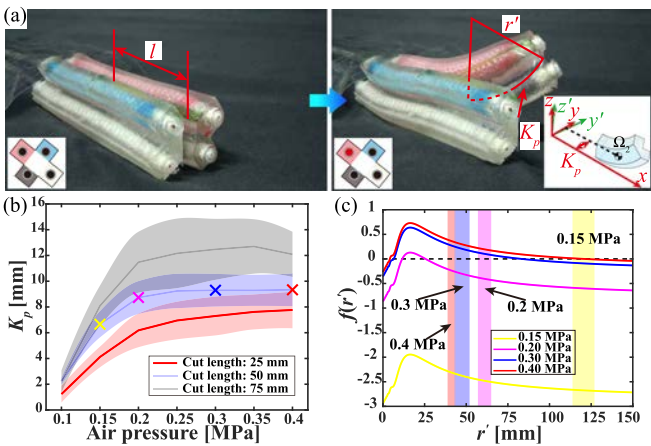 (a)
l
r'
K_p
z z' y y'
Ω_2
K_p
x
(b)
16
14
12
10
8
6
4
2
0
K_p [mm]
Cut length: 25 mm
Cut length: 50 mm
Cut length: 75 mm
0.1 0.15 0.2 0.25 0.3 0.35 0.4
Air pressure [MPa]
(c)
1
0.5
0
-0.5
-1
-1.5
-2
-2.5
-3
f(r')
0.15 MPa
0.3 MPa
0.2 MPa
0.4 MPa
0.15 MPa
0.20 MPa
0.30 MPa
0.40 MPa
0 25 50 75 100 125 150
r' [mm]